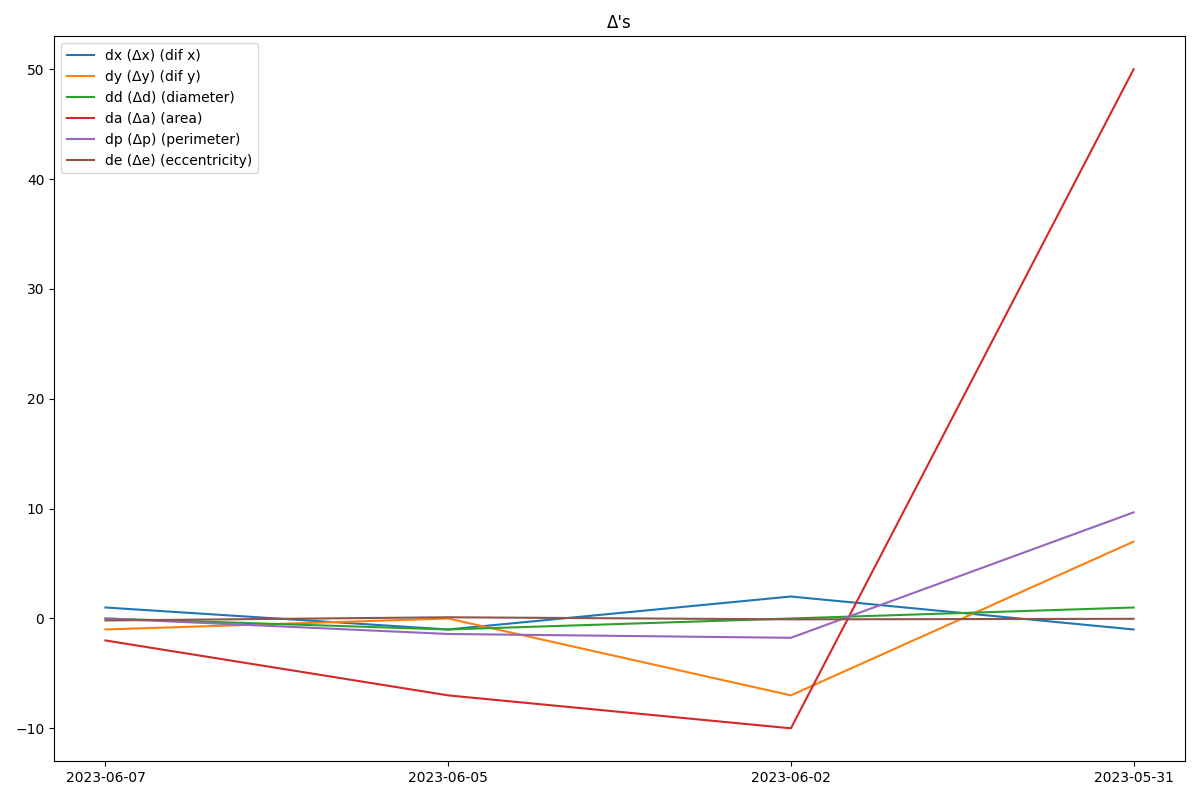 Δ's
dx (Δx) (dif x)
dy (Δy) (dif y)
dd (Δd) (diameter)
da (Δa) (area)
dp (Δp) (perimeter)
de (Δe) (eccentricity)
50
40
30
20
10
0
−10
2023-06-07 2023-06-05 2023-06-02 2023-05-31